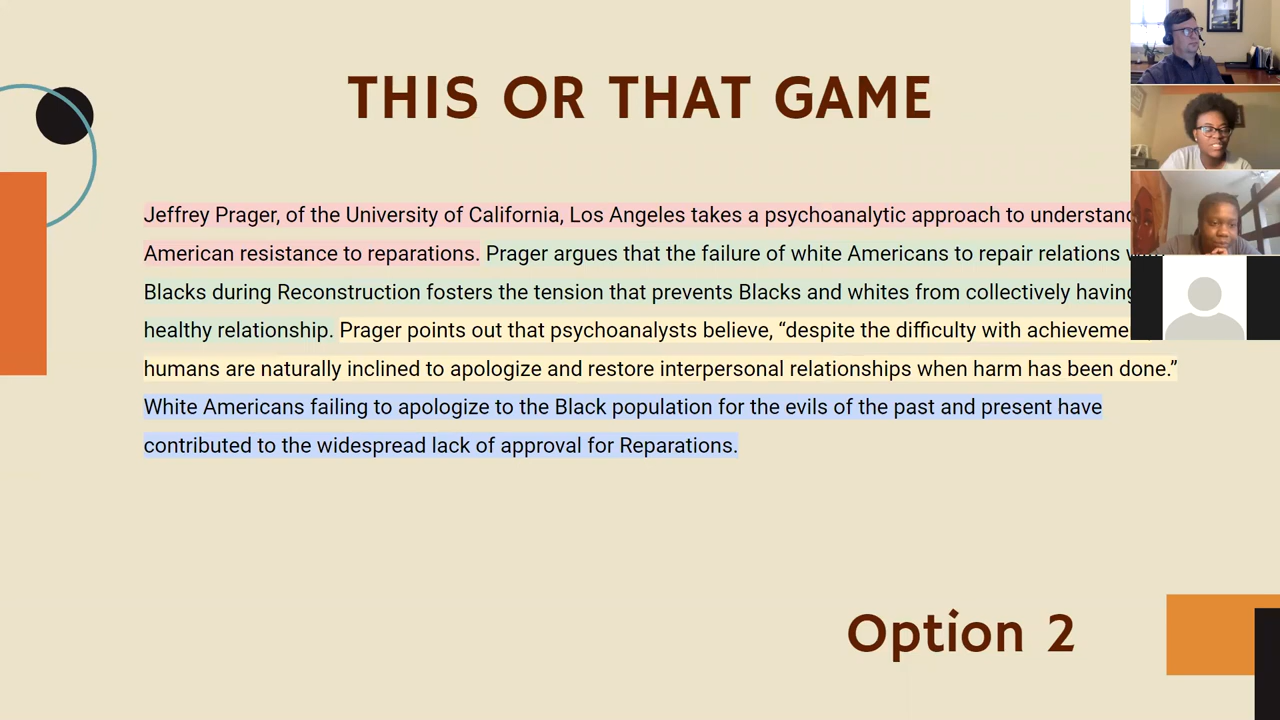 THIS OR THAT GAME
Jeffrey Prager, of the University of California, Los Angeles takes a psychoanalytic approach to understand
American resistance to reparations. Prager argues that the failure of white Americans to repair relations
Blacks during Reconstruction fosters the tension that prevents Blacks and whites from collectively having
healthy relationship. Prager points out that psychoanalysts believe, “despite the difficulty with
humans are naturally inclined to apologize and restore interpersonal relationships when harm has been done.”
White Americans failing to apologize to the Black population for the evils of the past and present have
contributed to the widespread lack of approval for Reparations.
Option 2